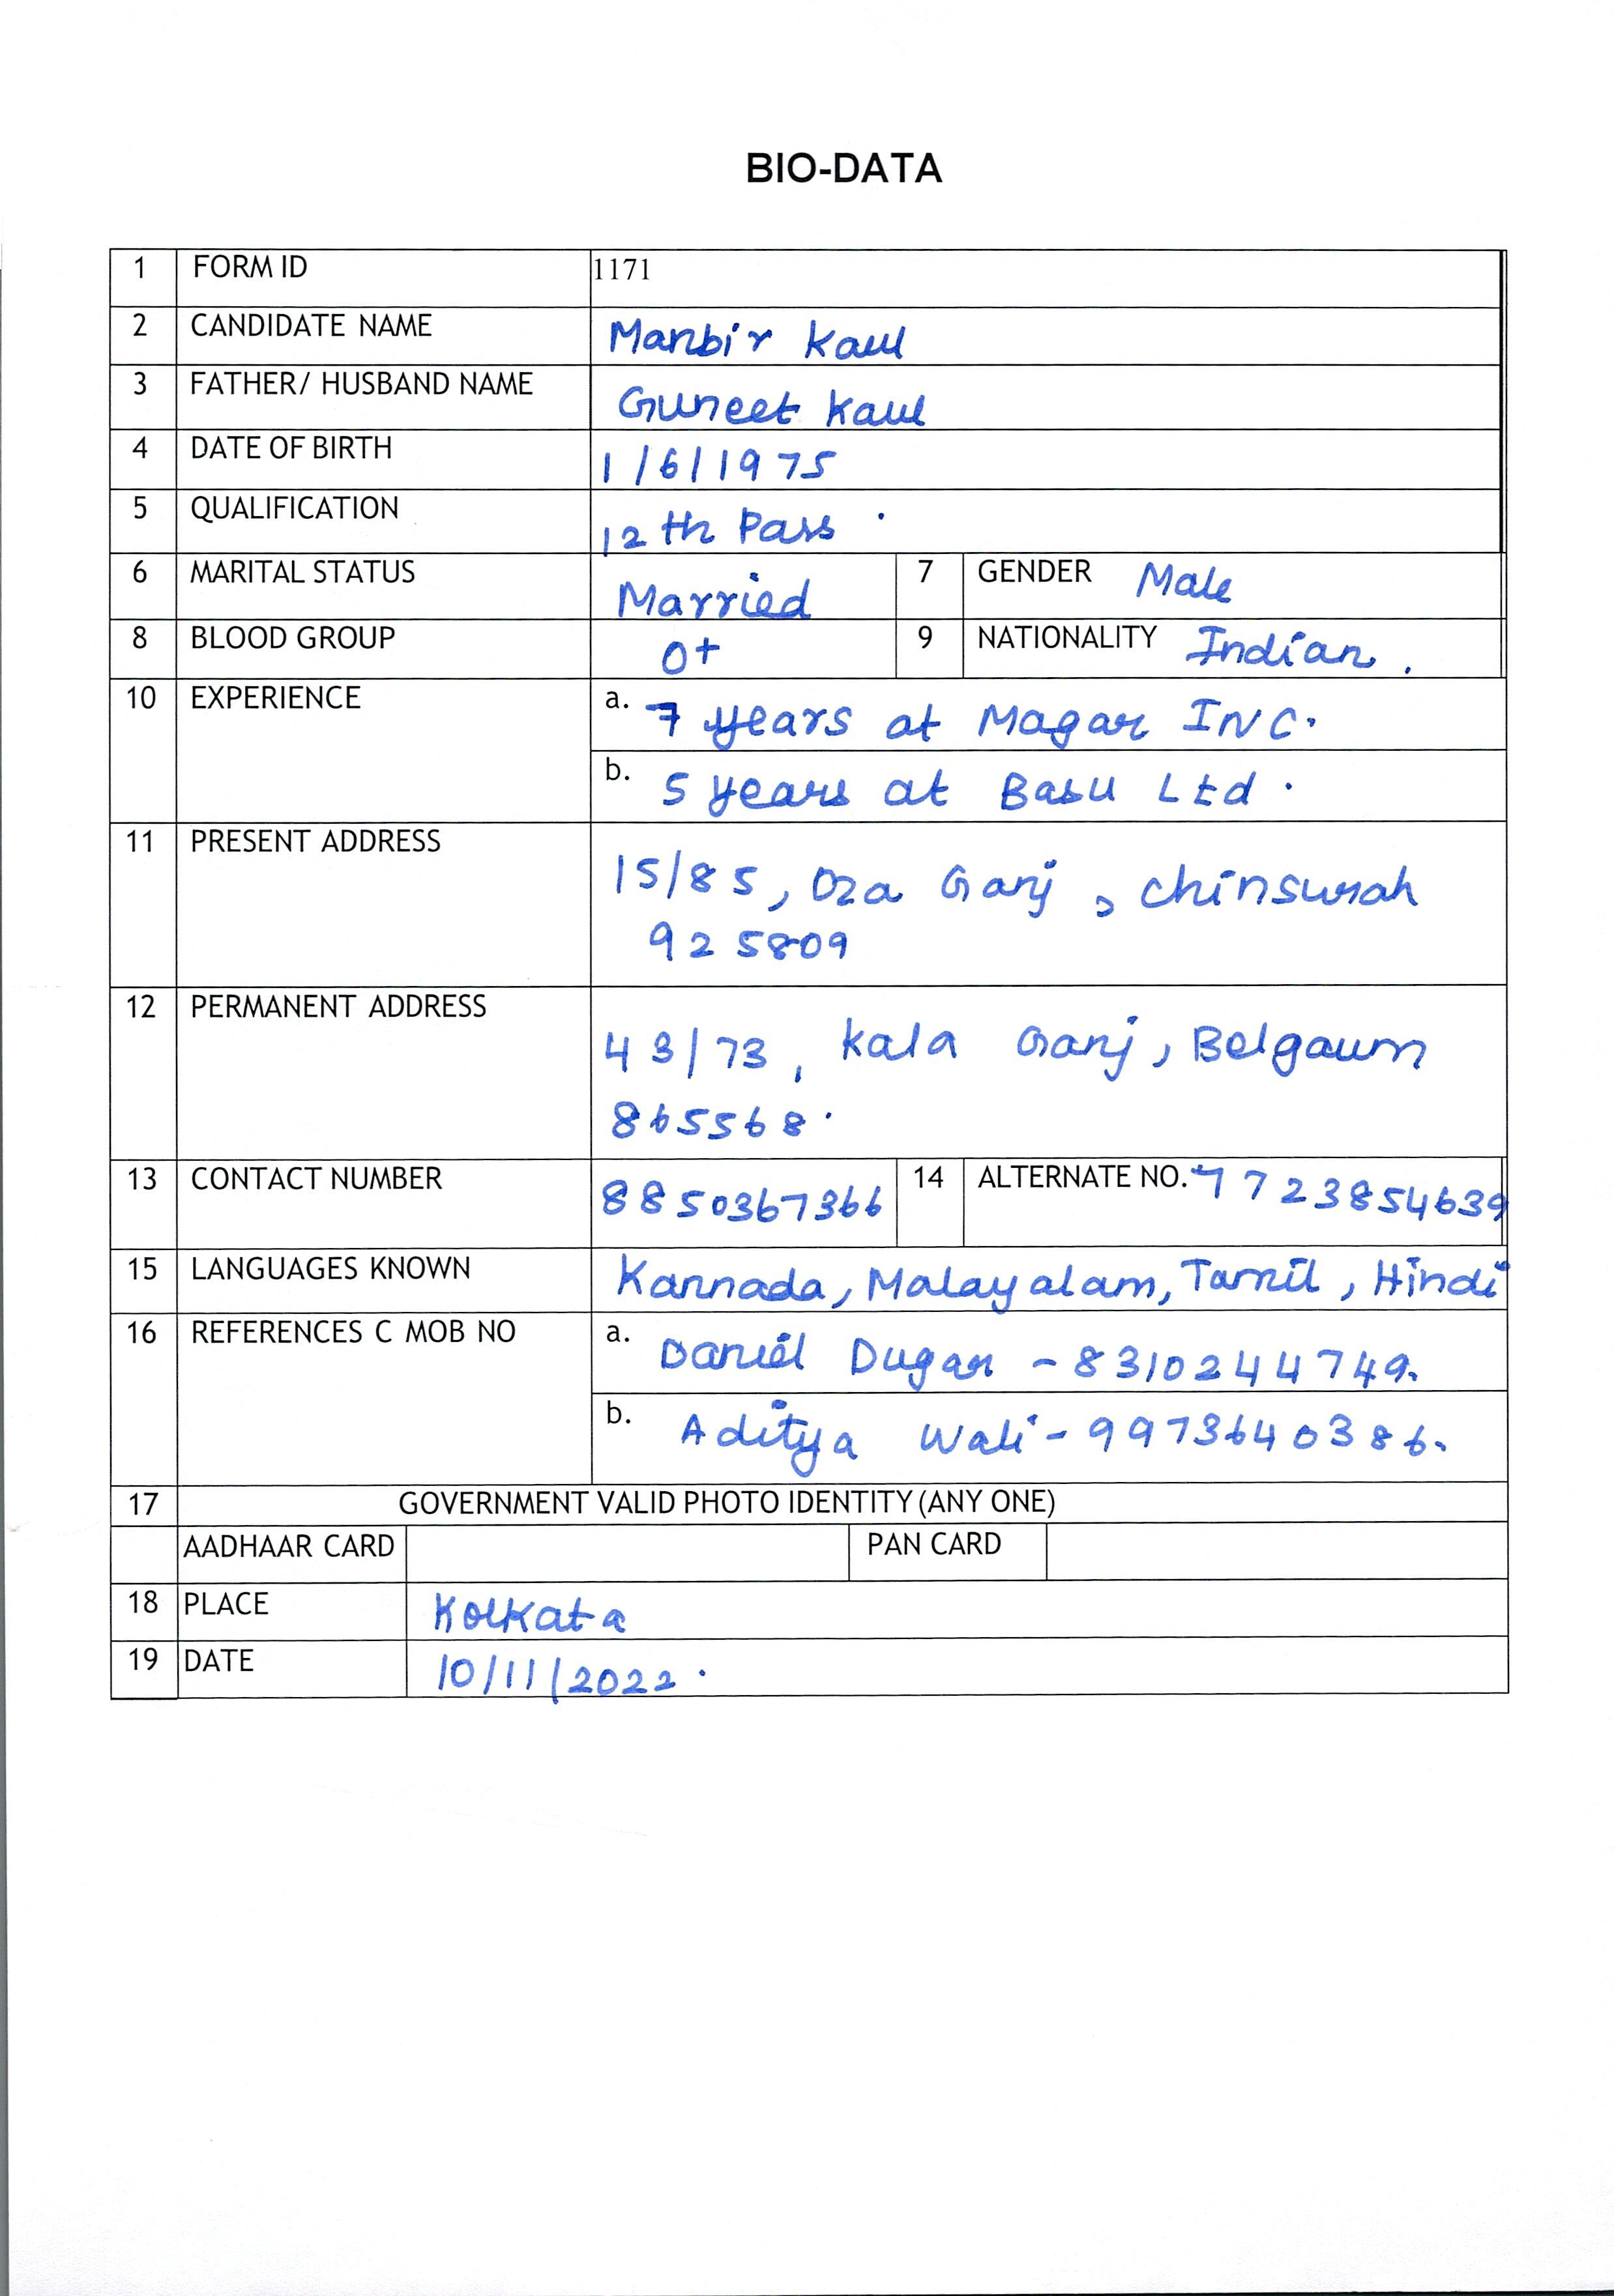 BIO-DATA
1 FORM ID 1171
2 CANDIDATE NAME Manbir Kaul
3 FATHER/ HUSBAND NAME Guneet Kaul
4 DATE OF BIRTH 1/6/1975
5 QUALIFICATION 12th Pass
6 MARITAL STATUS Married 7 GENDER Male
8 BLOOD GROUP O+ 9 NATIONALITY Indian.
10 EXPERIENCE a. 7 years at Magar INC.
b. 5 years at Basu Ltd.
11 PRESENT ADDRESS 15/85, Oza Ganj, Chinsurah
925809
12 PERMANENT ADDRESS 43/73, Kala Ganj, Belgaum
865568.
13 CONTACT NUMBER 8850367366 14 ALTERNATE NO. 7723854639
15 LANGUAGES KNOWN Kannada, Malayalam, Tamil, Hindi
16 REFERENCES C MOB NO a. Daniel Dugar - 8310244749.
b. Aditya Wali - 9973640386.
17 GOVERNMENT VALID PHOTO IDENTITY (ANY ONE)
AADHAAR CARD PAN CARD
18 PLACE Kolkata
19 DATE 10/11/2022.